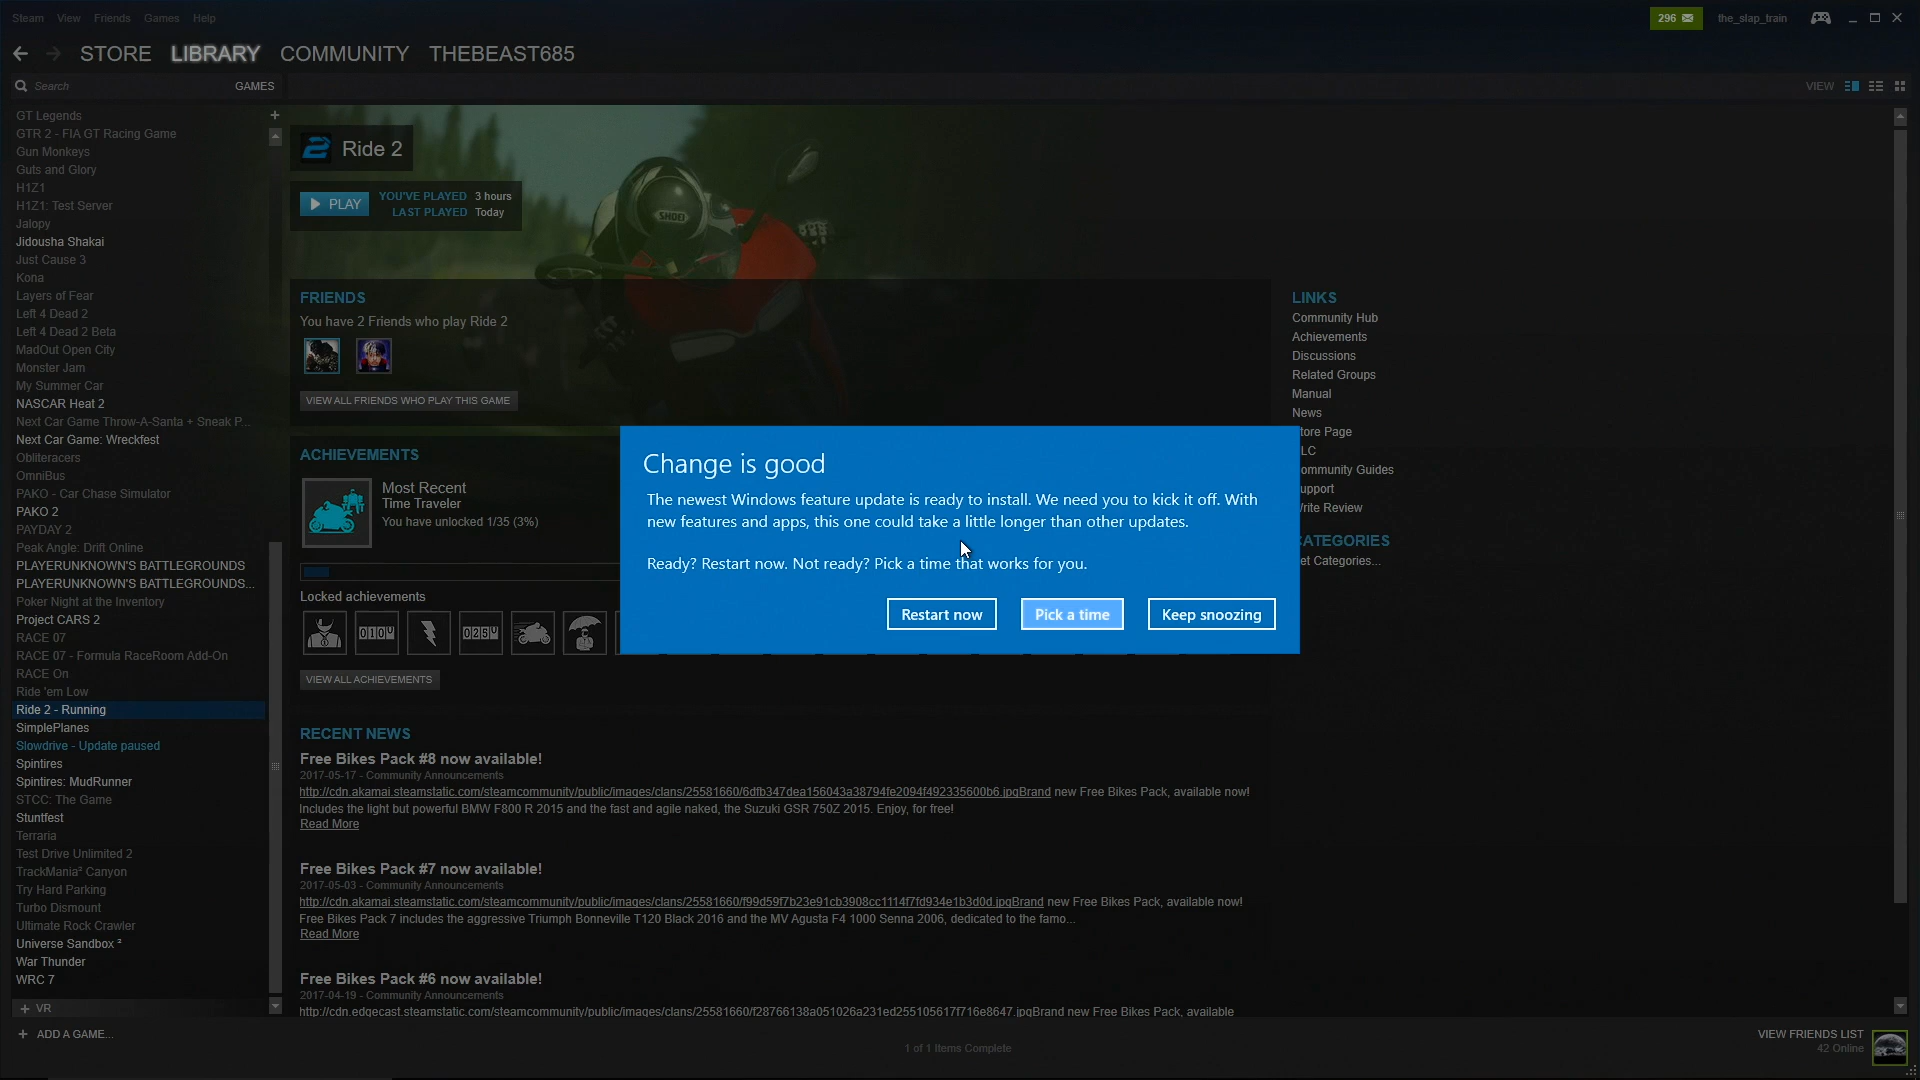 Steam View Friends Games Help
296
the_slap_train
STORE LIBRARY COMMUNITY THEBEAST685
Search GAMES
VIEW
GT Legends
GTR 2 - FIA GT Racing Game
Gun Monkeys
Guts and Glory
H1Z1
H1Z1: Test Server
Jalopy
Jidousha Shakai
Just Cause 3
Kona
Layers of Fear
Left 4 Dead 2
Left 4 Dead 2 Beta
MadOut Open City
Monster Jam
My Summer Car
NASCAR Heat 2
Next Car Game Throw-A-Santa + Sneak P...
Next Car Game: Wreckfest
Obliteracers
OmniBus
PAKO - Car Chase Simulator
PAKO 2
PAYDAY 2
Peak Angle: Drift Online
PLAYERUNKNOWN'S BATTLEGROUNDS
PLAYERUNKNOWN'S BATTLEGROUNDS...
Poker Night at the Inventory
Project CARS 2
RACE 07
RACE 07 - Formula RaceRoom Add-On
RACE On
Ride 'em Low
Ride 2 - Running
SimplePlanes
Slowdrive - Update paused
Spintires
Spintires: MudRunner
STCC: The Game
Stuntfest
Terraria
Test Drive Unlimited 2
TrackMania² Canyon
Try Hard Parking
Turbo Dismount
Ultimate Rock Crawler
Universe Sandbox ²
War Thunder
WRC 7
+ VR
+ ADD A GAME...
Ride 2
PLAY
YOU'VE PLAYED 3 hours
LAST PLAYED Today
SHOEI
FRIENDS
You have 2 Friends who play Ride 2
VIEW ALL FRIENDS WHO PLAY THIS GAME
ACHIEVEMENTS
Most Recent
Time Traveler
You have unlocked 1/35 (3%)
Locked achievements
VIEW ALL ACHIEVEMENTS
Change is good
The newest Windows feature update is ready to install. We need you to kick it off. With
new features and apps, this one could take a little longer than other updates.
Ready? Restart now. Not ready? Pick a time that works for you.
Restart now Pick a time Keep snoozing
LINKS
Community Hub
Achievements
Discussions
Related Groups
Manual
News
tore Page
LC
ommunity Guides
upport
rite Review
ATEGORIES
et Categories...
RECENT NEWS
Free Bikes Pack #8 now available!
2017-05-17 - Community Announcements
http://cdn.akamai.steamstatic.com/steamcommunity/public/images/clans/25581660/6dfb347dea156043a38794fe2094f492335600b6.jpgBrand new Free Bikes Pack, available now!
Includes the light but powerful BMW F800 R 2015 and the fast and agile naked, the Suzuki GSR 750Z 2015. Enjoy, for free!
Read More
Free Bikes Pack #7 now available!
2017-05-03 - Community Announcements
http://cdn.akamai.steamstatic.com/steamcommunity/public/images/clans/25581660/f99d59f7b23e91cb3908cc1114f7fd934e1b3d0d.jpgBrand new Free Bikes Pack, available now!
Free Bikes Pack 7 includes the aggressive Triumph Bonneville T120 Black 2016 and the MV Agusta F4 1000 Senna 2006, dedicated to the famo...
Read More
Free Bikes Pack #6 now available!
2017-04-19 - Community Announcements
http://cdn.edgecast.steamstatic.com/steamcommunity/public/images/clans/25581660/f28766138a051026a231ed255105617f716e8647.jpgBrand new Free Bikes Pack, available
1 of 1 Items Complete
VIEW FRIENDS LIST
42 Online